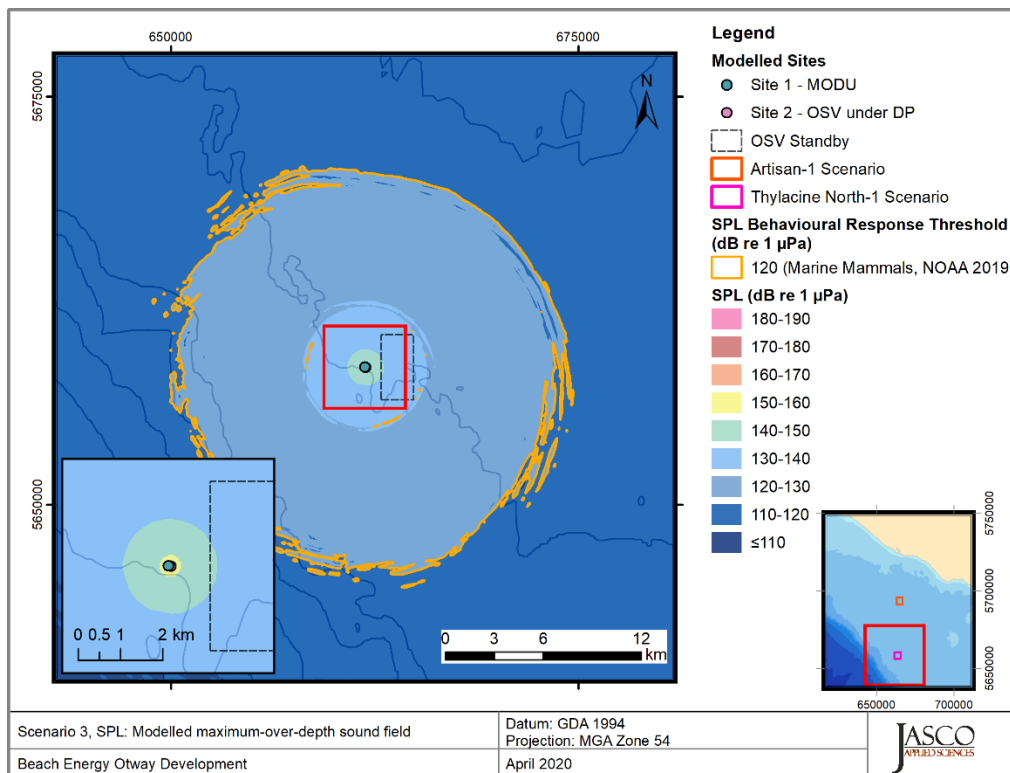 650000
675000
5675000
5650000
N
0 0.5 1 2 km
0 3 6 12
km
Legend
Modelled Sites
Site 1 - MODU
Site 2 - OSV under DP
OSV Standby
Artisan-1 Scenario
Thylacine North-1 Scenario
SPL Behavioural Response Threshold
(dB re 1 µPa)
120 (Marine Mammals, NOAA 2019
SPL (dB re 1 µPa)
180-190
170-180
160-170
150-160
140-150
130-140
120-130
110-120
≤110
5750000
5700000
5650000
650000
700000
Scenario 3, SPL: Modelled maximum-over-depth sound field
Datum: GDA 1994
Projection: MGA Zone 54
Beach Energy Otway Development
April 2020
JASCO
APPLIED SCIENCES